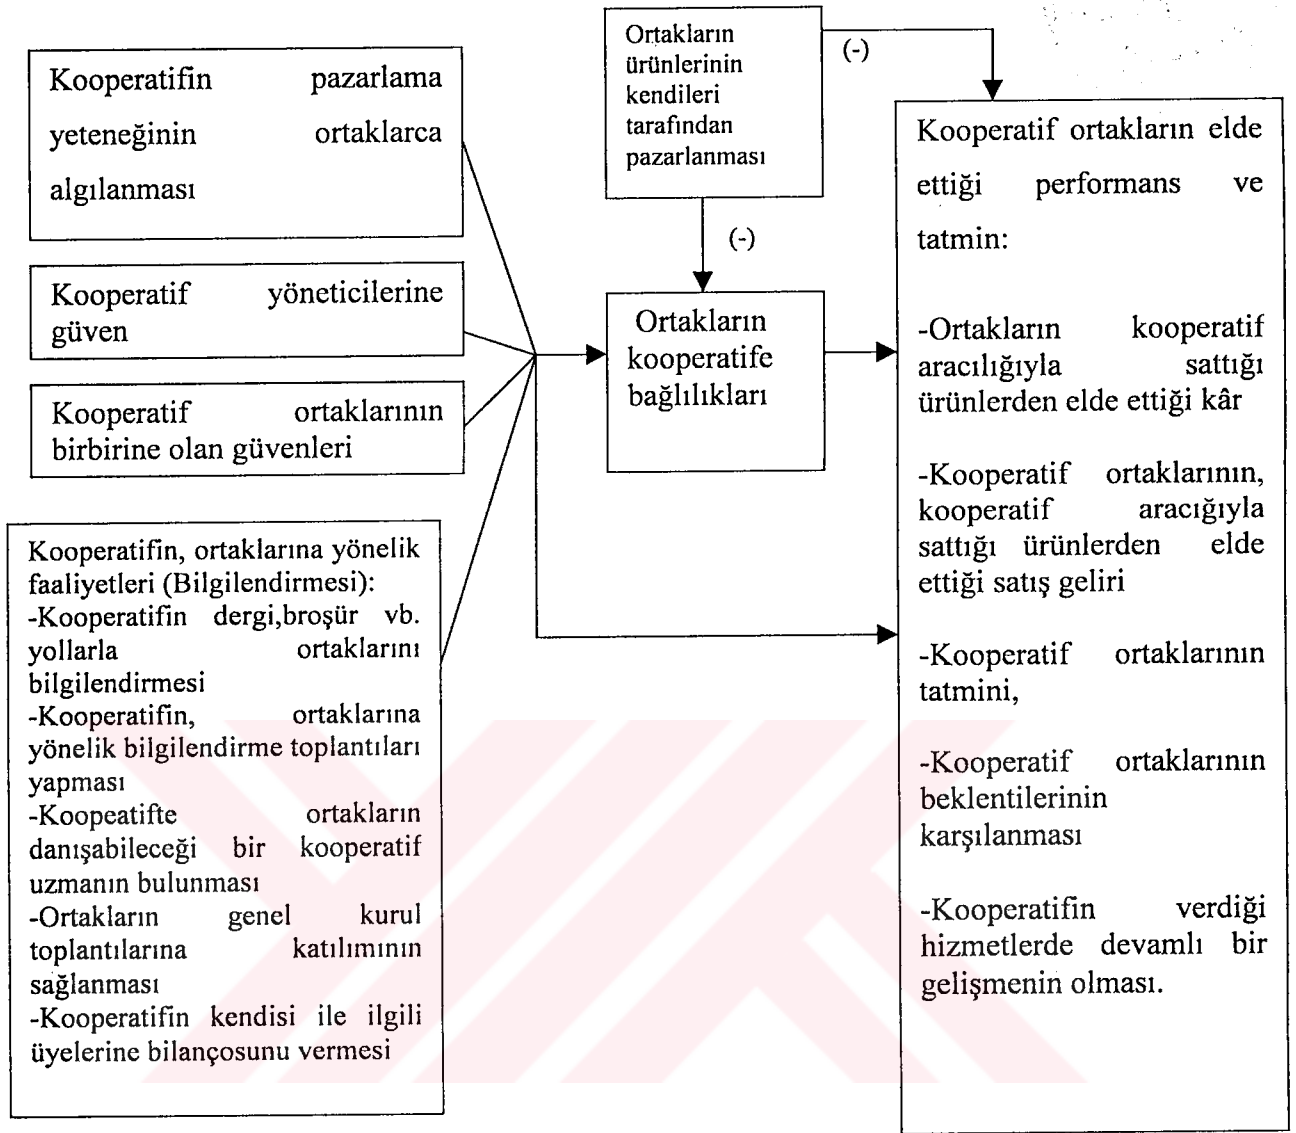 Kooperatifin pazarlama
yeteneğinin ortaklarca
algılanması
Kooperatif yöneticilerine
güven
Kooperatif ortaklarının
birbirine olan güvenleri
Kooperatifin, ortaklarına yönelik
faaliyetleri (Bilgilendirmesi):
-Kooperatifin dergi,broşür vb.
yollarla ortaklarını
bilgilendirmesi
-Kooperatifin, ortaklarına
yönelik bilgilendirme toplantıları
yapması
-Koopeatifte ortakların
danışabileceği bir kooperatif
uzmanın bulunması
-Ortakların genel kurul
toplantılarına katılımının
sağlanması
-Kooperatifin kendisi ile ilgili
üyelerine bilançosunu vermesi
Ortakların
ürünlerinin
kendileri
tarafından
pazarlanması
(-)
(-)
Ortakların
kooperatife
bağlılıkları
Kooperatif ortakların elde
ettiği performans ve
tatmin:
-Ortakların kooperatif
aracılığıyla sattığı
ürünlerden elde ettiği kâr
-Kooperatif ortaklarının,
kooperatif aracığıyla
sattığı ürünlerden elde
ettiği satış geliri
-Kooperatif ortaklarının
tatmini,
-Kooperatif ortaklarının
beklentilerinin
karşılanması
-Kooperatifin verdiği
hizmetlerde devamlı bir
gelişmenin olması.